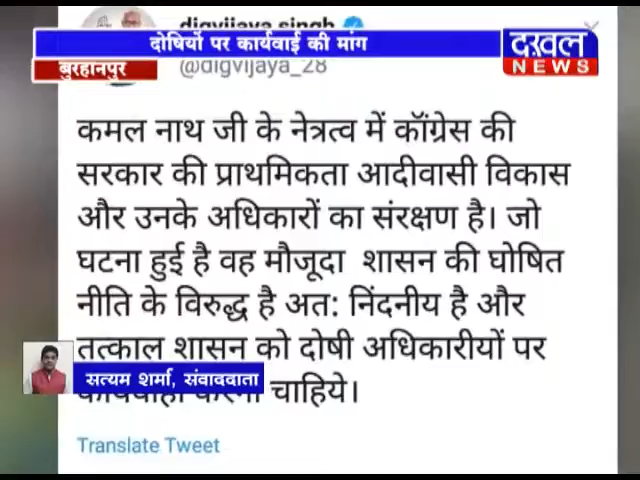 digvijaya singh
दोषियों पर कार्यवाई की मांग
दख़ल
NEWS
बुरहानपुर
@digvijaya_28
कमल नाथ जी के नेत्रत्व में कॉंग्रेस की
सरकार की प्राथमिकता आदीवासी विकास
और उनके अधिकारों का संरक्षण है। जो
घटना हुई है वह मौजूदा शासन की घोषित
नीति के विरुद्ध है अत: निंदनीय है और
तत्काल शासन को दोषी अधिकारीयों पर
सत्यम शर्मा, संवाददाता
चाहिये।
Translate Tweet